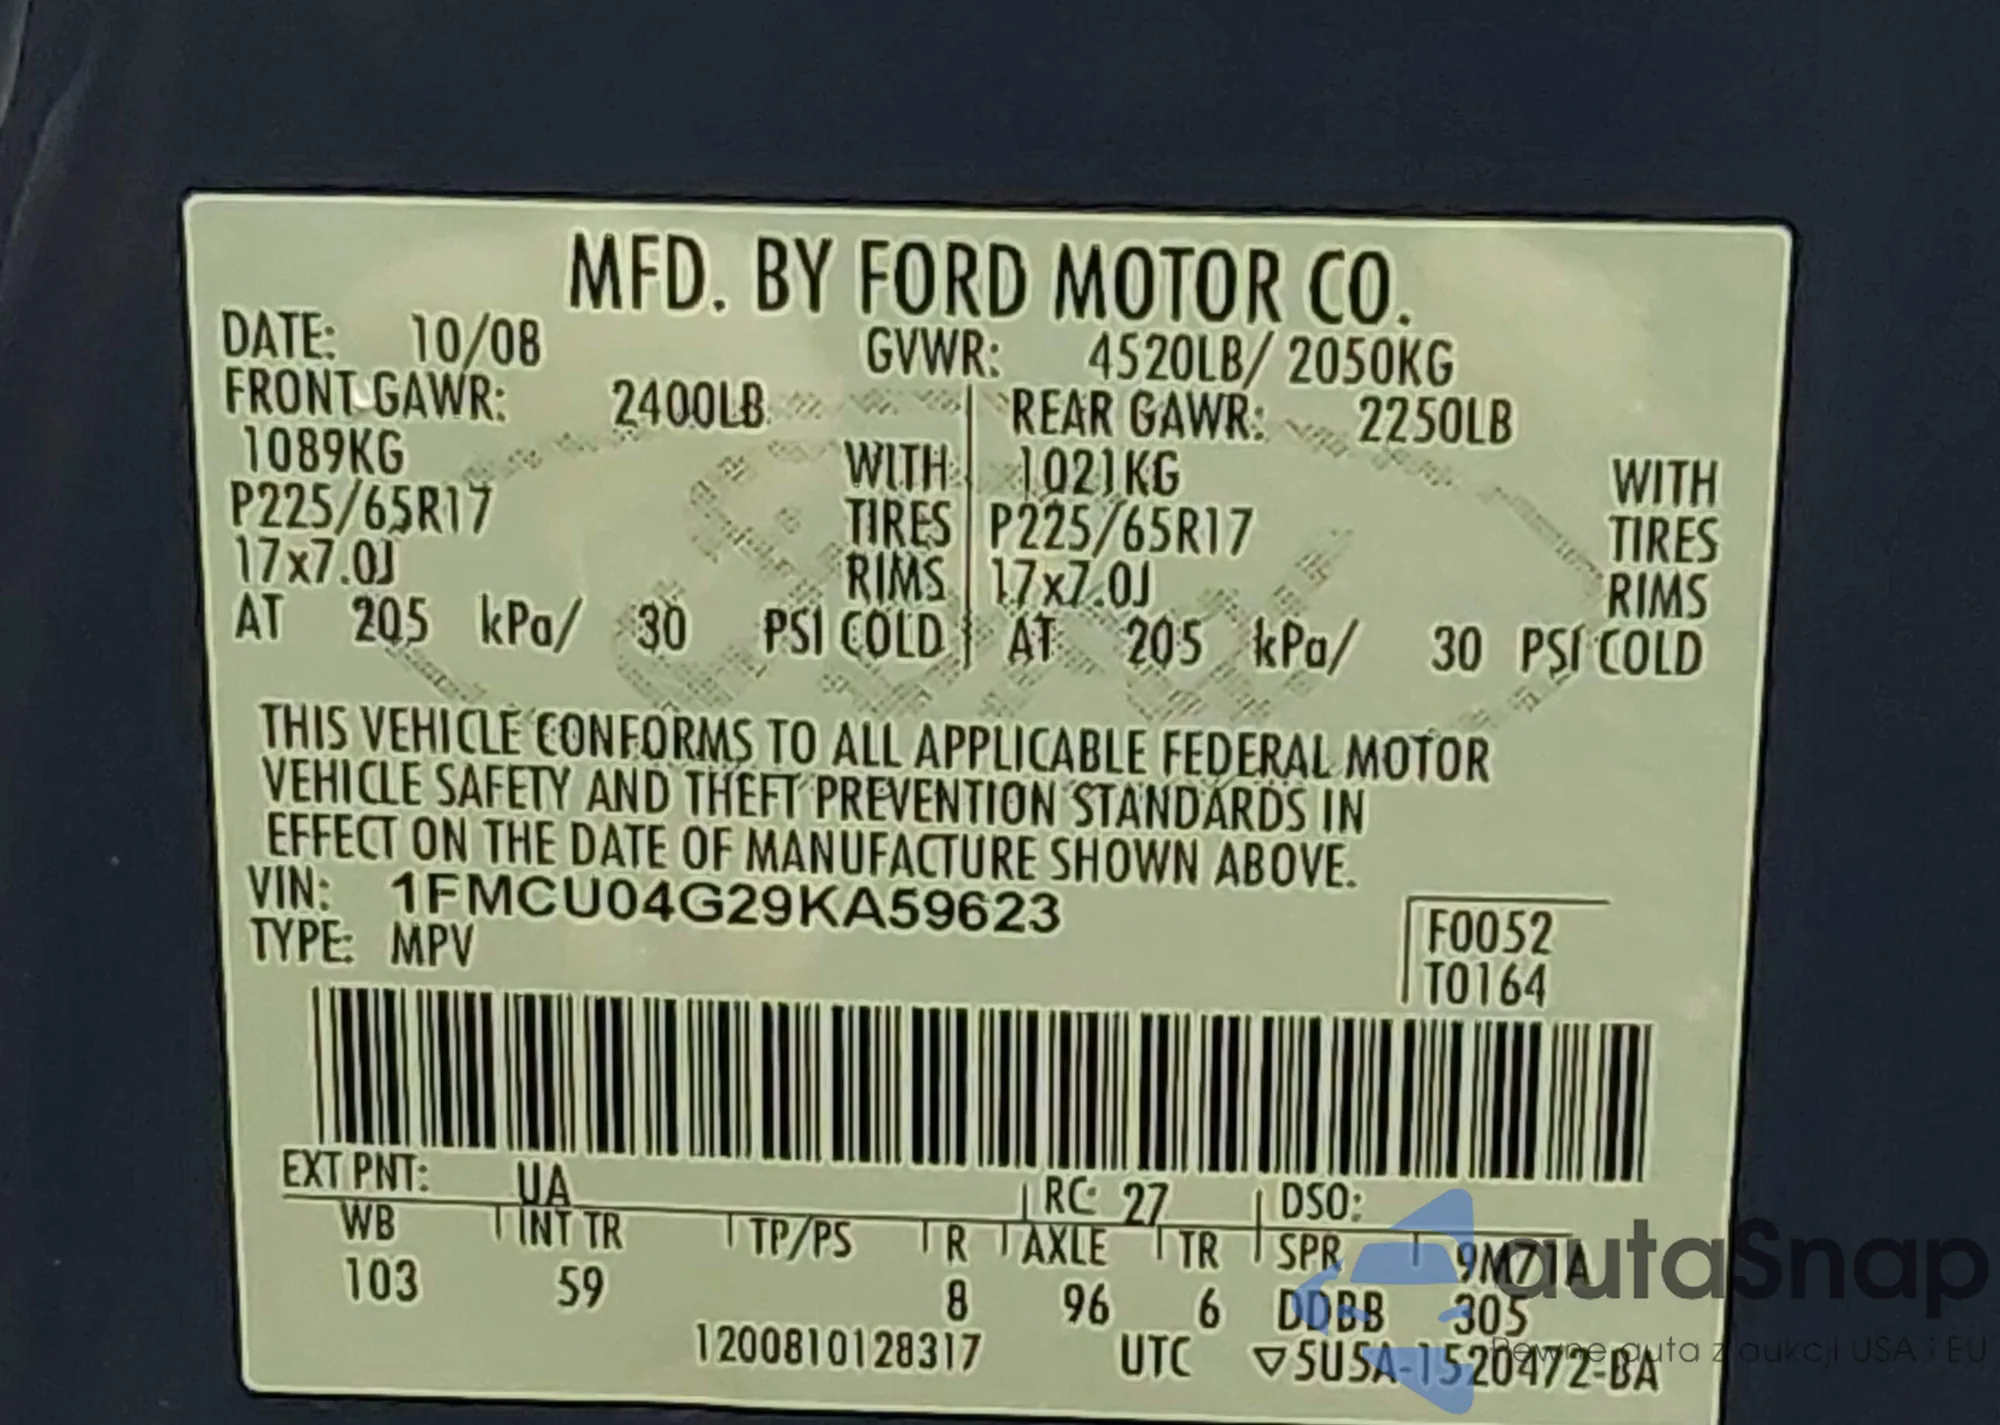 MFD. BY FORD MOTOR CO.
DATE: 10/08 GVWR: 4520LB/ 2050KG
FRONT GAWR: 2400LB REAR GAWR: 2250LB
1089KG WITH 1021KG WITH
P225/65R17 TIRES P225/65R17 TIRES
17x7.0J RIMS 17x7.0J RIMS
AT 205 kPa/ 30 PSI COLD AT 205 kPa/ 30 PSI COLD
THIS VEHICLE CONFORMS TO ALL APPLICABLE FEDERAL MOTOR
VEHICLE SAFETY AND THEFT PREVENTION STANDARDS IN
EFFECT ON THE DATE OF MANUFACTURE SHOWN ABOVE.
VIN: 1FMCU04G29KA59623
TYPE: MPV
F0052
T0164
EXT PNT: UA RC: 27 DSO:
WB INT TR TP/PS R AXLE TR SPR 9M71A
103 59 8 96 6 DDBB 305
1200810128317 UTC ▽5U5A-1520472-BA
autaSnap
Pewne auta z aukcji USA i EU